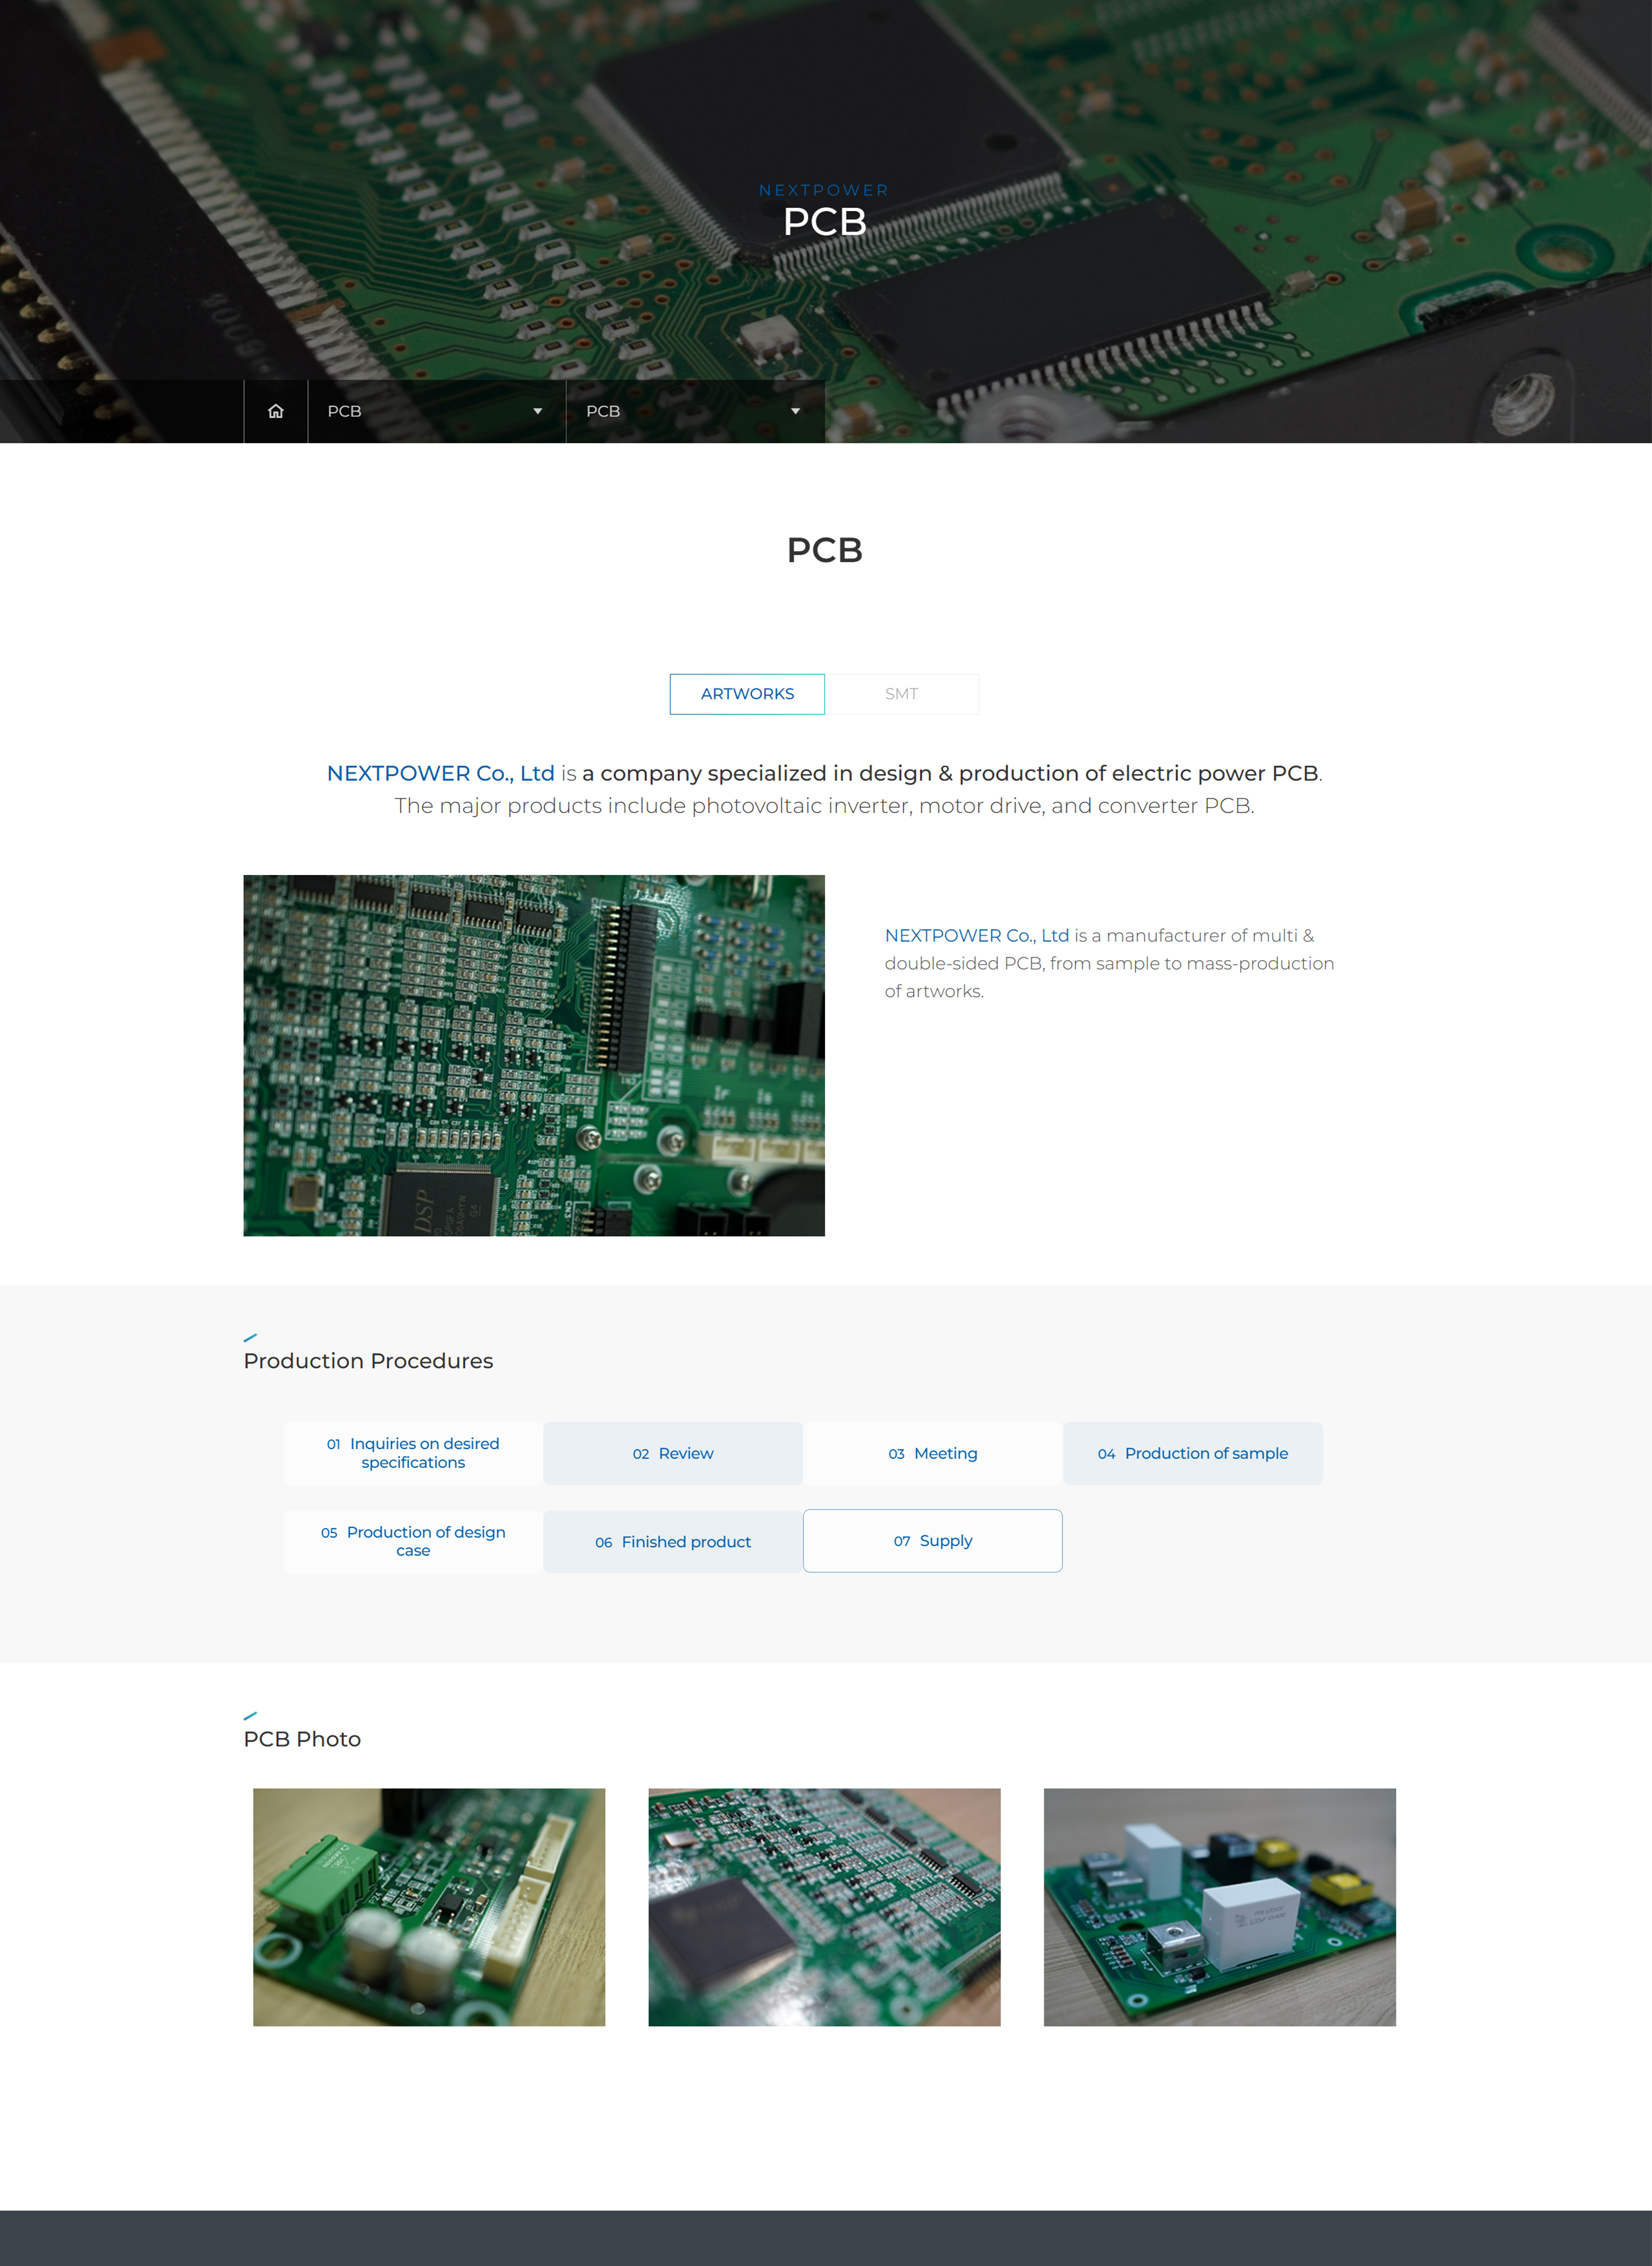 NEXTPOWER
PCB
PCB
PCB
PCB
ARTWORKS
SMT
NEXTPOWER Co., Ltd is a company specialized in design & production of electric power PCB.
The major products include photovoltaic inverter, motor drive, and converter PCB.
NEXTPOWER Co., Ltd is a manufacturer of multi &
double-sided PCB, from sample to mass-production
of artworks.
DSP
CN3
Production Procedures
01 Inquiries on desired
specifications
02 Review
03 Meeting
04 Production of sample
05 Production of design
case
06 Finished product
07 Supply
PCB Photo